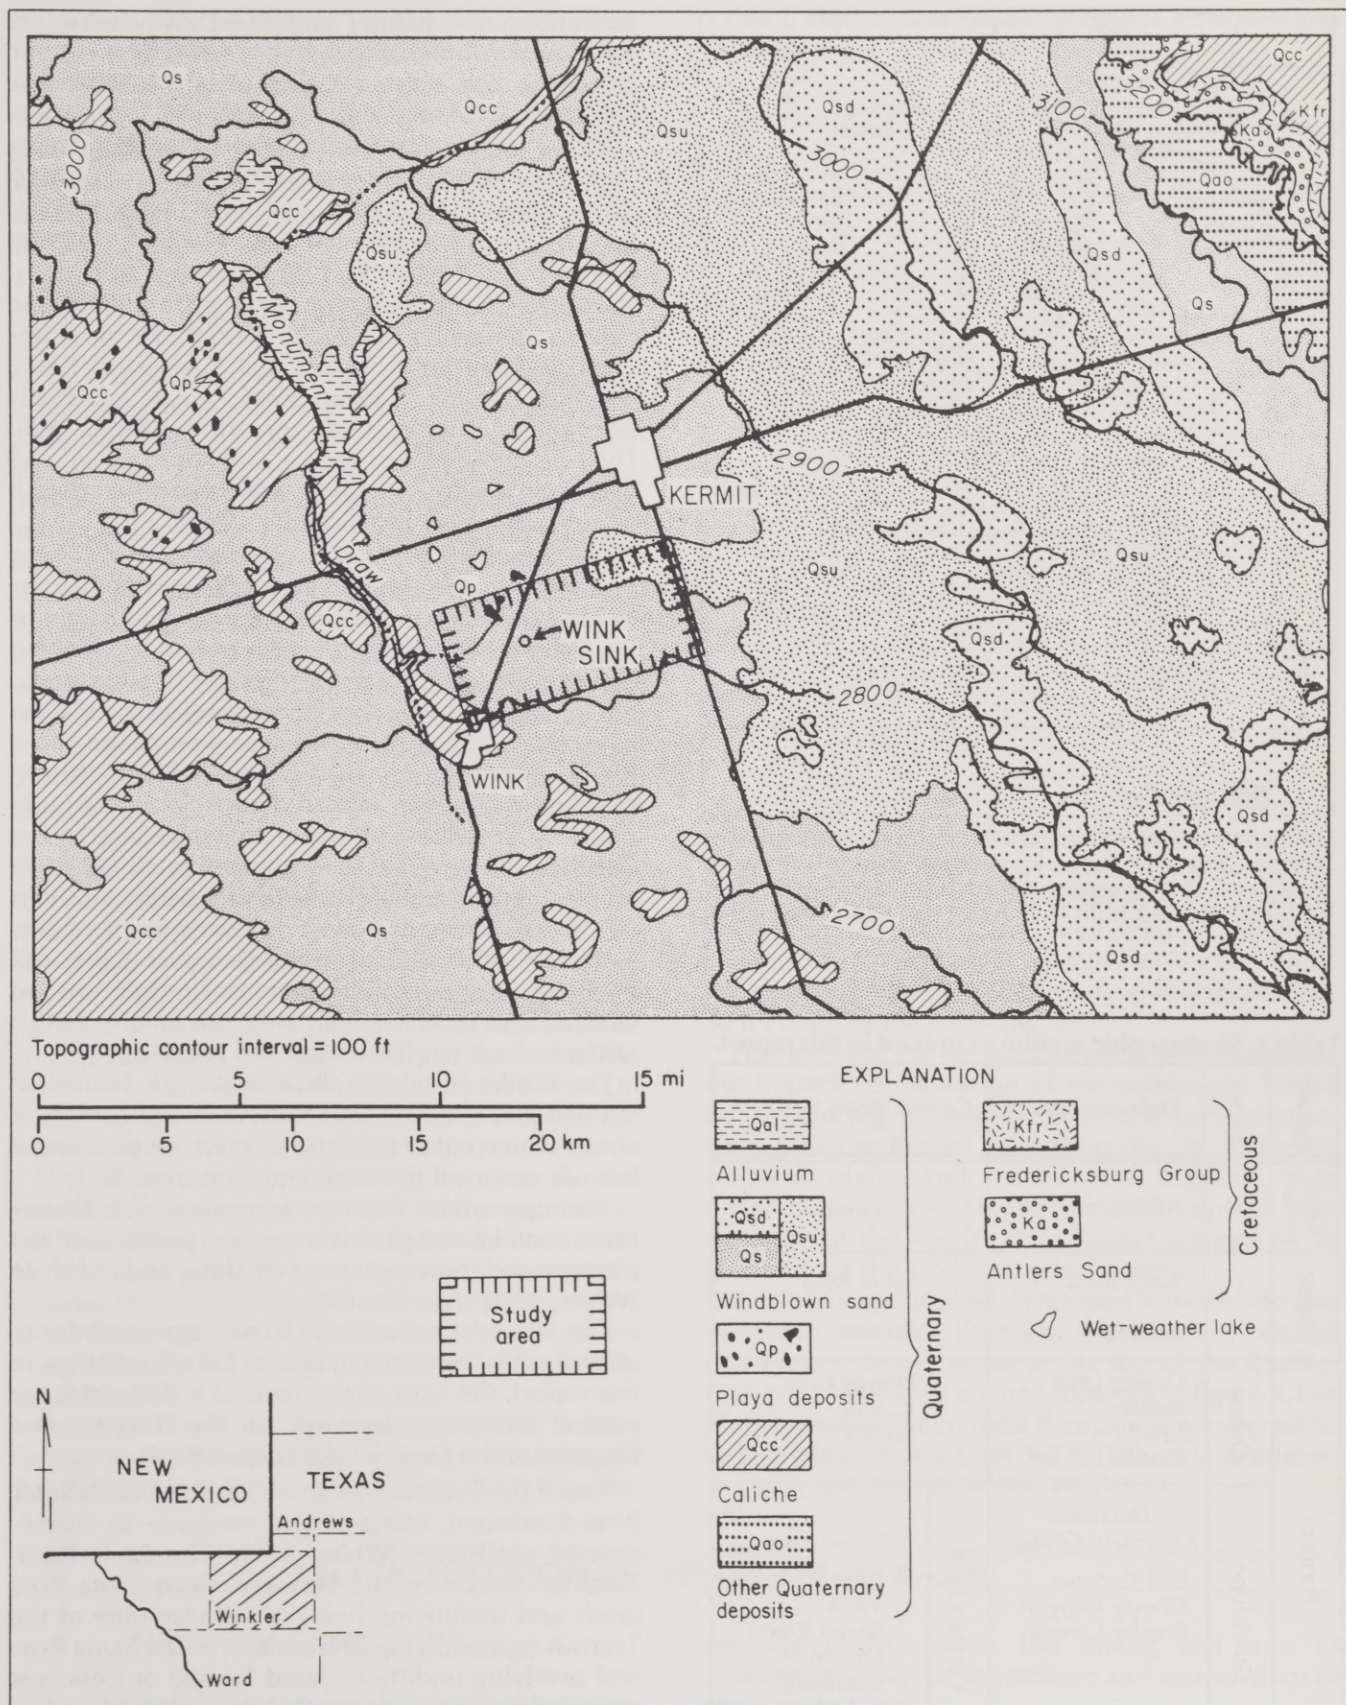 Qs
Qcc
Qsu
Qsd
3100
3200
Qcc
Kfr
Ka
3000
3000
Qao
Qcc
Qsu
Qsd
Qs
Monument
Qs
Qcc
Qp
KERMIT
2900
Draw
Qp
Qsu
Qsu
Qcc
WINK
SINK
Qsd
2800
WINK
Qsd
Qcc
Qs
2700
Qsd
Topographic contour interval = 100 ft
0 5 10 15 mi
0 5 10 15 20 km
EXPLANATION
Qal
Alluvium
Qsd
Qs
Qsu
Windblown sand
Qp
Playa deposits
Qcc
Caliche
Qao
Other Quaternary
deposits
Quaternary
Kfr
Fredericksburg Group
Ka
Antlers Sand
Cretaceous
Wet-weather lake
Study
area
N
NEW
MEXICO
TEXAS
Andrews
Winkler
Ward